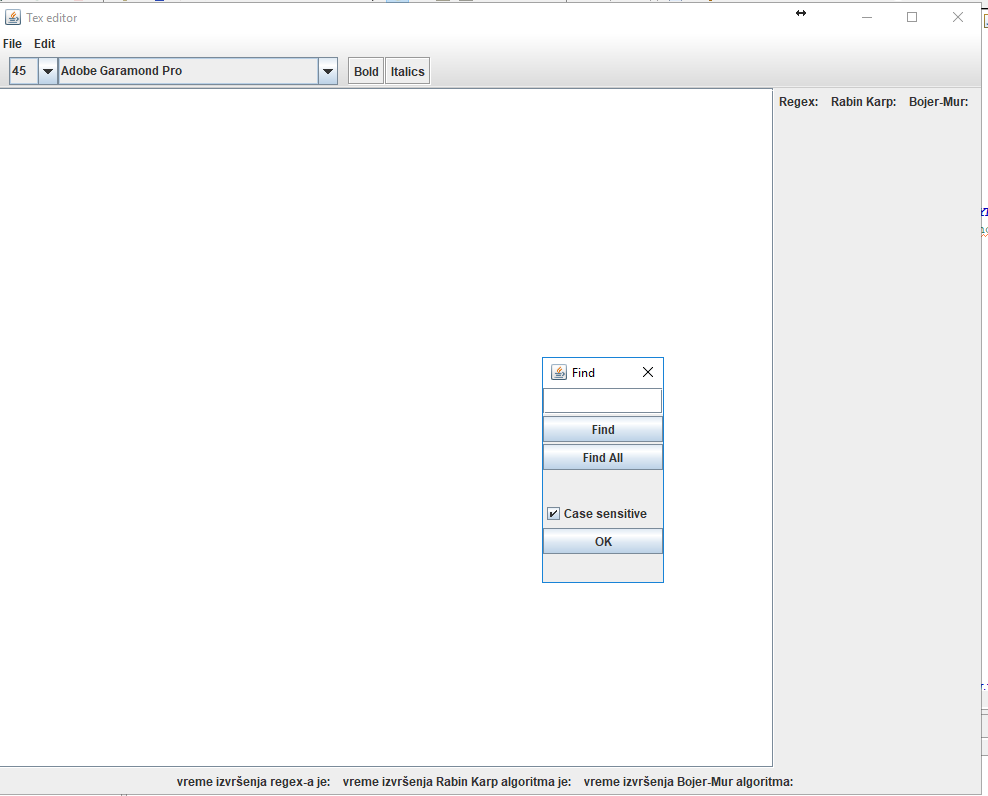 Tex editor
File Edit
45 Adobe Garamond Pro Bold Italics
Regex: Rabin Karp: Bojer-Mur:
Find
Find
Find All
Case sensitive
OK
vreme izvršenja regex-a je: vreme izvršenja Rabin Karp algoritma je: vreme izvršenja Bojer-Mur algoritma: